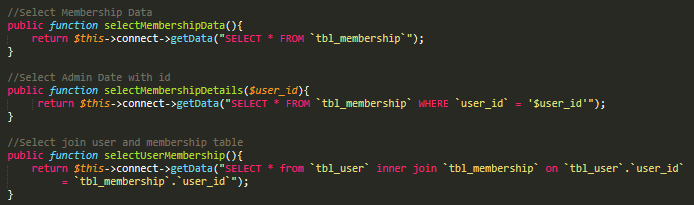 //Select Membership Data
public function selectMembershipData(){
return $this->connect->getData("SELECT * FROM `tbl_membership`");
}
//Select Admin Date with id
public function selectMembershipDetails($user_id){
return $this->connect->getData("SELECT * FROM `tbl_membership` WHERE `user_id` = '$user_id'");
}
//Select join user and membership table
public function selectUserMembership(){
return $this->connect->getData("SELECT * from `tbl_user` inner join `tbl_membership` on `tbl_user`.`user_id`
= `tbl_membership`.`user_id`");
}